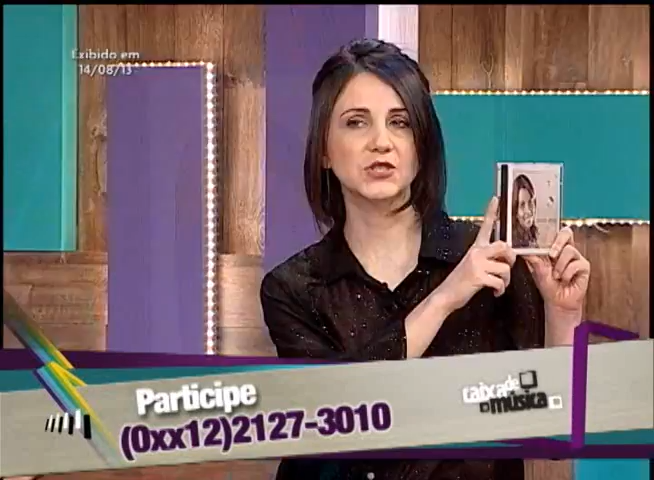 Exibido em
14/08/13
Participe
(0xx12)2127-3010
caixa de
música